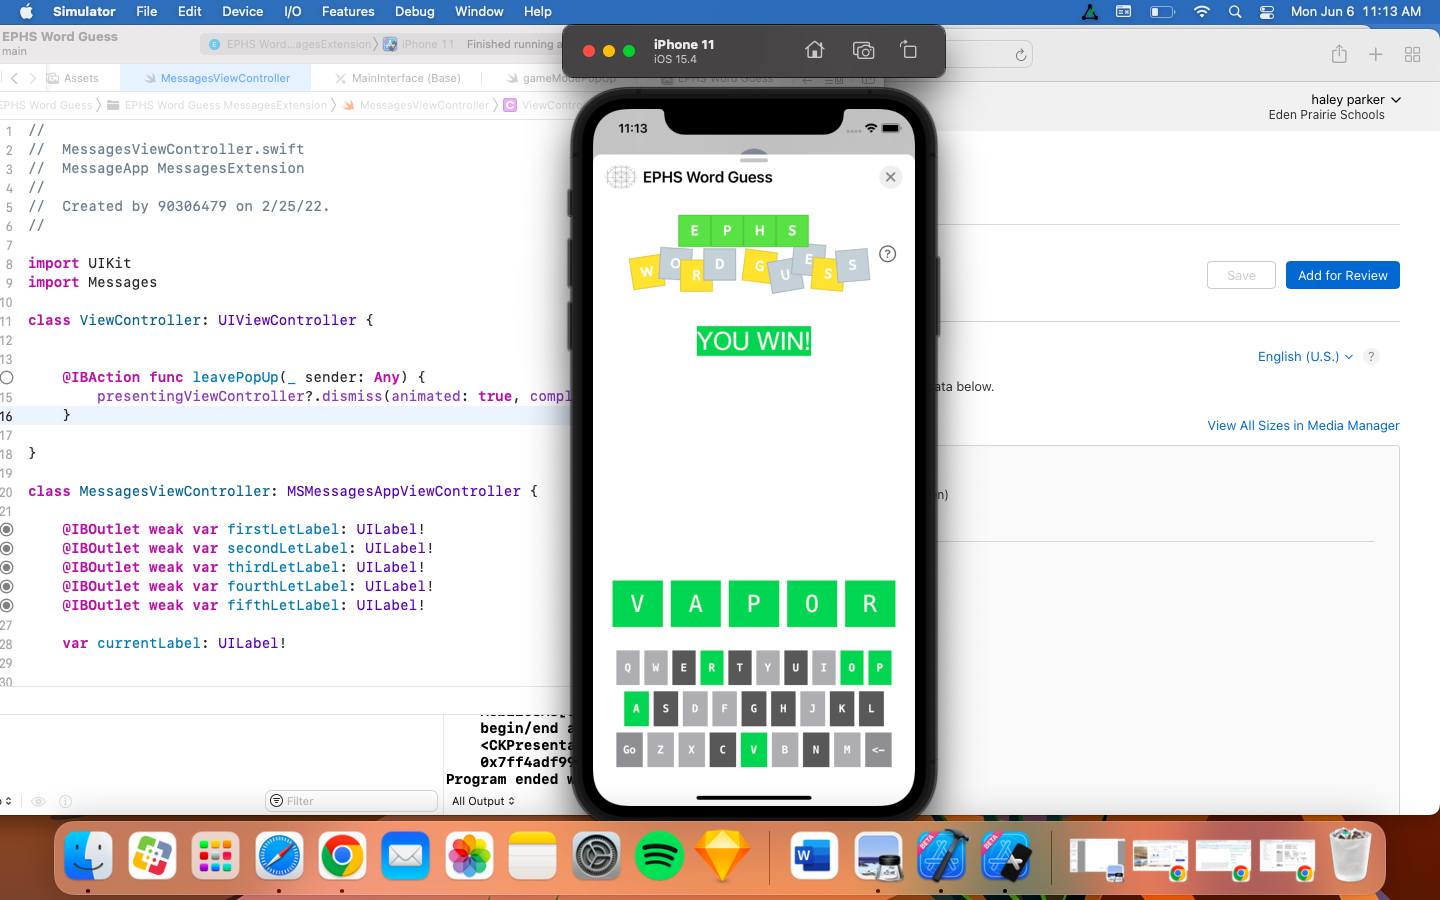 Simulator File Edit Device I/O Features Debug Window Help Mon Jun 6 11:13 AM
EPHS Word Guess
main
EPHS Word...agesExtension iPhone 11 Finished running
iPhone 11
iOS 15.4
Assets MessagesViewController MainInterface (Base) gameModePopUp EPHS Word Guess
EPHS Word Guess EPHS Word Guess MessagesExtension MessagesViewController ViewContro
haley parker
Eden Prairie Schools
1 //
2 // MessagesViewController.swift
3 // MessageApp MessagesExtension
4 //
5 // Created by 90306479 on 2/25/22.
6 //
7
8 import UIKit
9 import Messages
10
11 class ViewController: UIViewController {
12
13
@IBAction func leavePopUp(_ sender: Any) {
15 presentingViewController?.dismiss(animated: true, compl
16 }
17
18 }
19
20 class MessagesViewController: MSMessagesAppViewController {
21
@IBOutlet weak var firstLetLabel: UILabel!
@IBOutlet weak var secondLetLabel: UILabel!
@IBOutlet weak var thirdLetLabel: UILabel!
@IBOutlet weak var fourthLetLabel: UILabel!
@IBOutlet weak var fifthLetLabel: UILabel!
27
28 var currentLabel: UILabel!
29
30
begin/end a
<CKPresenta
0x7ff4adf99
Program ended w
Filter
All Output
11:13
EPHS Word Guess
E P H S
W O R D G U E S S
?
YOU WIN!
V A P O R
Q W E R T Y U I O P
A S D F G H J K L
Go Z X C V B N M <-
Save Add for Review
English (U.S.) ?
ata below.
View All Sizes in Media Manager
en)
BETA BETA
W